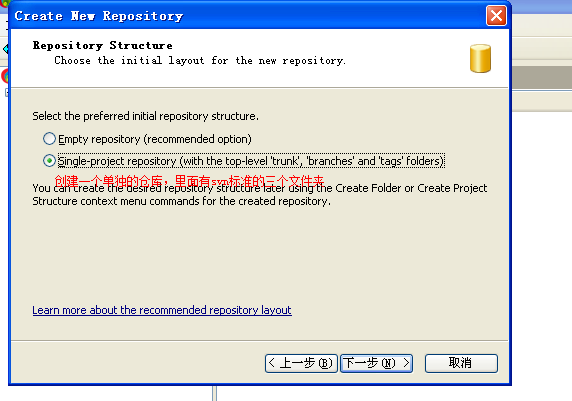 Create New Repository
Repository Structure
Choose the initial layout for the new repository.
Select the preferred initial repository structure.
Empty repository (recommended option)
Single-project repository (with the top-level 'trunk', 'branches' and 'tags' folders)
创建一个单独的仓库，里面有svn标准的三个文件夹
You can create the desired repository structure later using the Create Folder or Create Project
Structure context menu commands for the created repository.
Learn more about the recommended repository layout
< 上一步(B) 下一步(N) > 取消